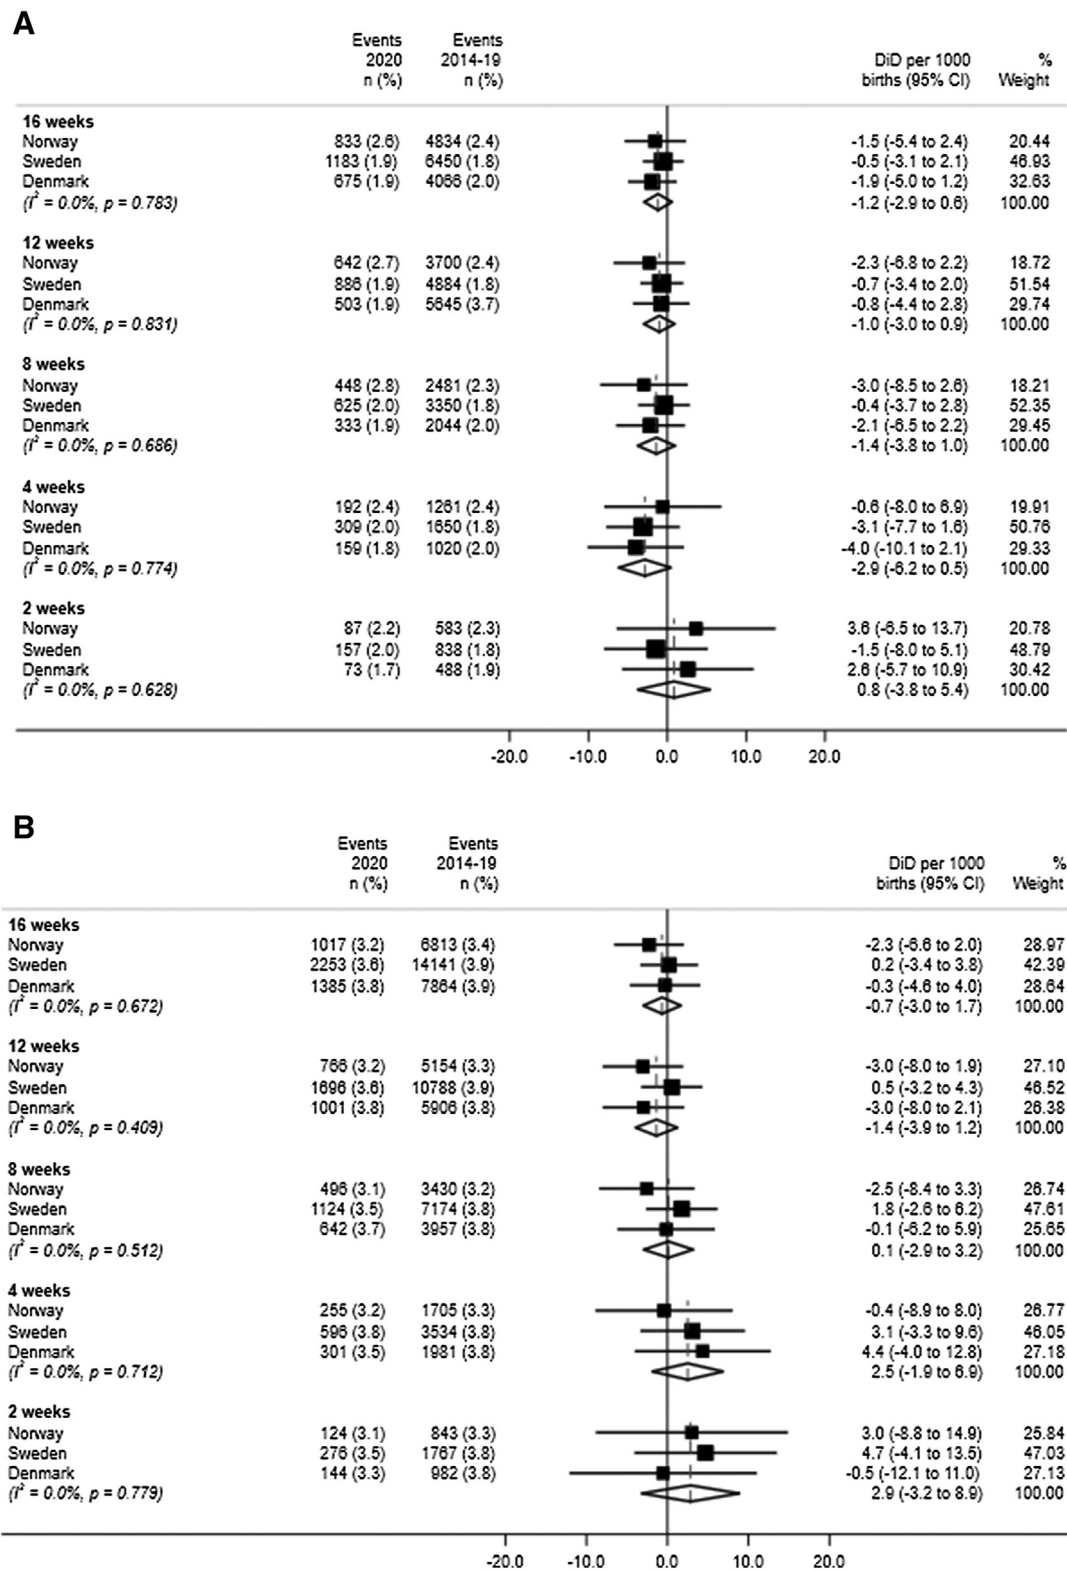 A
Events 2020 n (%) Events 2014-19 n (%) DiD per 1000 births (95% CI) % Weight
16 weeks
Norway 833 (2.6) 4834 (2.4) -1.5 (-5.4 to 2.4) 20.44
Sweden 1183 (1.9) 6450 (1.8) -0.5 (-3.1 to 2.1) 46.93
Denmark 675 (1.9) 4066 (2.0) -1.9 (-5.0 to 1.2) 32.63
(I² = 0.0%, p = 0.783) -1.2 (-2.9 to 0.6) 100.00
12 weeks
Norway 642 (2.7) 3700 (2.4) -2.3 (-6.8 to 2.2) 18.72
Sweden 886 (1.9) 4884 (1.8) -0.7 (-3.4 to 2.0) 51.54
Denmark 503 (1.9) 5645 (3.7) -0.8 (-4.4 to 2.8) 29.74
(I² = 0.0%, p = 0.831) -1.0 (-3.0 to 0.9) 100.00
8 weeks
Norway 448 (2.8) 2481 (2.3) -3.0 (-8.5 to 2.6) 18.21
Sweden 625 (2.0) 3350 (1.8) -0.4 (-3.7 to 2.8) 52.35
Denmark 333 (1.9) 2044 (2.0) -2.1 (-6.5 to 2.2) 29.45
(I² = 0.0%, p = 0.686) -1.4 (-3.8 to 1.0) 100.00
4 weeks
Norway 192 (2.4) 1261 (2.4) -0.6 (-8.0 to 6.9) 19.91
Sweden 309 (2.0) 1650 (1.8) -3.1 (-7.7 to 1.6) 50.76
Denmark 159 (1.8) 1020 (2.0) -4.0 (-10.1 to 2.1) 29.33
(I² = 0.0%, p = 0.774) -2.9 (-6.2 to 0.5) 100.00
2 weeks
Norway 87 (2.2) 583 (2.3) 3.6 (-6.5 to 13.7) 20.78
Sweden 157 (2.0) 838 (1.8) -1.5 (-8.0 to 5.1) 48.79
Denmark 73 (1.7) 488 (1.9) 2.6 (-5.7 to 10.9) 30.42
(I² = 0.0%, p = 0.628) 0.8 (-3.8 to 5.4) 100.00
-20.0 -10.0 0.0 10.0 20.0
B
Events 2020 n (%) Events 2014-19 n (%) DiD per 1000 births (95% CI) % Weight
16 weeks
Norway 1017 (3.2) 6813 (3.4) -2.3 (-6.6 to 2.0) 28.97
Sweden 2253 (3.6) 14141 (3.9) 0.2 (-3.4 to 3.8) 42.39
Denmark 1385 (3.8) 7864 (3.9) -0.3 (-4.6 to 4.0) 28.64
(I² = 0.0%, p = 0.672) -0.7 (-3.0 to 1.7) 100.00
12 weeks
Norway 766 (3.2) 5154 (3.3) -3.0 (-8.0 to 1.9) 27.10
Sweden 1696 (3.6) 10788 (3.9) 0.5 (-3.2 to 4.3) 46.52
Denmark 1001 (3.8) 5906 (3.8) -3.0 (-8.0 to 2.1) 26.38
(I² = 0.0%, p = 0.409) -1.4 (-3.9 to 1.2) 100.00
8 weeks
Norway 496 (3.1) 3430 (3.2) -2.5 (-8.4 to 3.3) 26.74
Sweden 1124 (3.5) 7174 (3.8) 1.8 (-2.6 to 6.2) 47.61
Denmark 642 (3.7) 3957 (3.8) -0.1 (-6.2 to 5.9) 25.65
(I² = 0.0%, p = 0.512) 0.1 (-2.9 to 3.2) 100.00
4 weeks
Norway 255 (3.2) 1705 (3.3) -0.4 (-8.9 to 8.0) 26.77
Sweden 596 (3.8) 3534 (3.8) 3.1 (-3.3 to 9.6) 46.05
Denmark 301 (3.5) 1981 (3.8) 4.4 (-4.0 to 12.8) 27.18
(I² = 0.0%, p = 0.712) 2.5 (-1.9 to 6.9) 100.00
2 weeks
Norway 124 (3.1) 843 (3.3) 3.0 (-8.8 to 14.9) 25.84
Sweden 276 (3.5) 1767 (3.8) 4.7 (-4.1 to 13.5) 47.03
Denmark 144 (3.3) 982 (3.8) -0.5 (-12.1 to 11.0) 27.13
(I² = 0.0%, p = 0.779) 2.9 (-3.2 to 8.9) 100.00
-20.0 -10.0 0.0 10.0 20.0